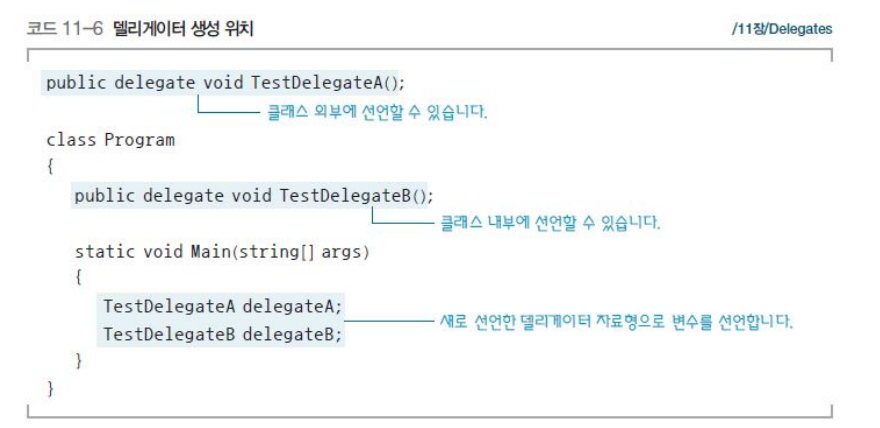 코드 11-6 델리게이터 생성 위치 /11장/Delegates
public delegate void TestDelegateA();
클래스 외부에 선언할 수 있습니다.
class Program
{
public delegate void TestDelegateB();
클래스 내부에 선언할 수 있습니다.
static void Main(string[] args)
{
TestDelegateA delegateA;
새로 선언한 델리게이터 자료형으로 변수를 선언합니다.
TestDelegateB delegateB;
}
}